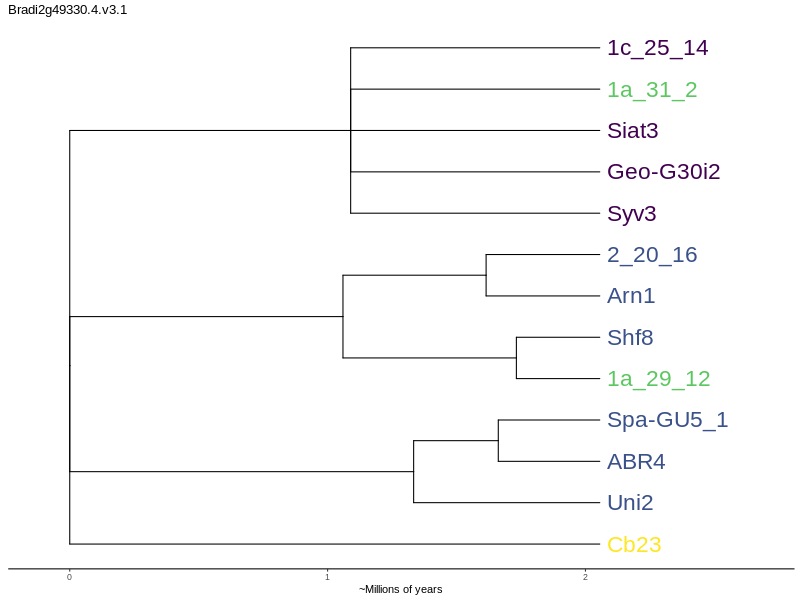 Bradi2g49330.4.v3.1
1c_25_14
1a_31_2
Siat3
Geo-G30i2
Syv3
2_20_16
Arn1
Shf8
1a_29_12
Spa-GU5_1
ABR4
Uni2
Cb23
0 1 2
~Millions of years